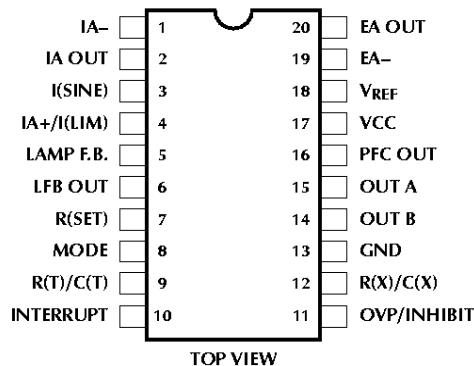 IA– 1 20 EA OUT
IA OUT 2 19 EA–
I(SINE) 3 18 VREF
IA+/I(LIM) 4 17 VCC
LAMP F.B. 5 16 PFC OUT
LFB OUT 6 15 OUT A
R(SET) 7 14 OUT B
MODE 8 13 GND
R(T)/C(T) 9 12 R(X)/C(X)
INTERRUPT 10 11 OVP/INHIBIT
TOP VIEW